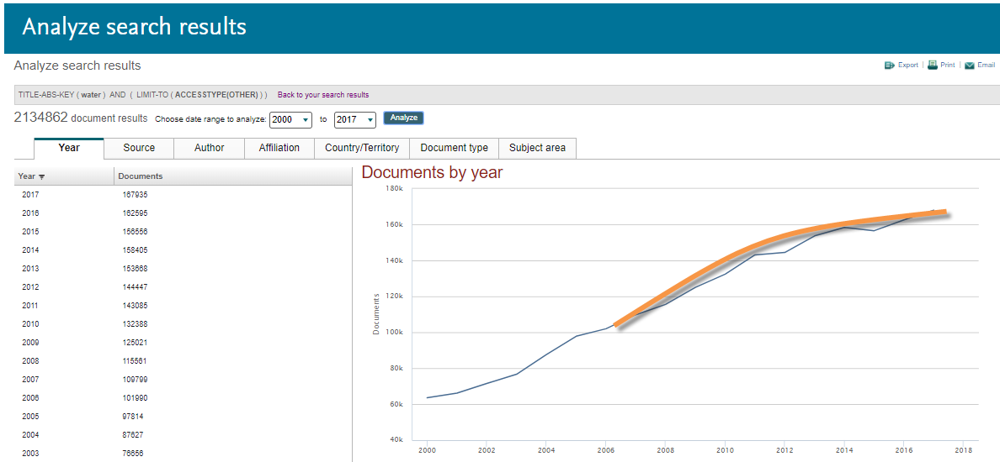 Analyze search results
Analyze search results
Export | Print | Email
TITLE-ABS-KEY ( water ) AND ( LIMIT-TO ( ACCESSTYPE(OTHER) ) ) Back to your search results
2134862 document results Choose date range to analyze: 2000 to 2017 Analyze
Year Source Author Affiliation Country/Territory Document type Subject area
Year Documents
2017 167935
2016 162595
2015 156556
2014 158405
2013 153668
2012 144447
2011 143085
2010 132388
2009 125021
2008 115561
2007 109799
2006 101990
2005 97814
2004 87627
2003 76656
Documents by year
180k
160k
140k
120k
100k
80k
60k
40k
Documents
2000 2002 2004 2006 2008 2010 2012 2014 2016 2018